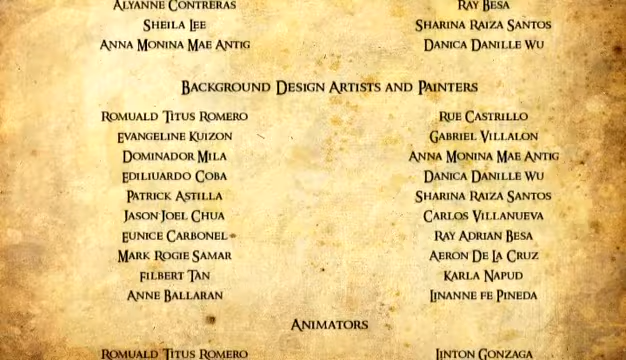 Alyanne Contreras Ray Besa
Sheila Lee Sharina Raiza Santos
Anna Monina Mae Antig Danica Danille Wu
Background Design Artists and Painters
Romuald Titus Romero Rue Castrillo
Evangeline Kuizon Gabriel Villalon
Dominador Mila Anna Monina Mae Antig
Ediliuardo Coba Danica Danille Wu
Patrick Astilla Sharina Raiza Santos
Jason Joel Chua Carlos Villanueva
Eunice Carbonel Ray Adrian Besa
Mark Rogie Samar Aeron De La Cruz
Filbert Tan Karla Napud
Anne Ballaran Linanne fe Pineda
Animators
Romuald Titus Romero Linton Gonzaga